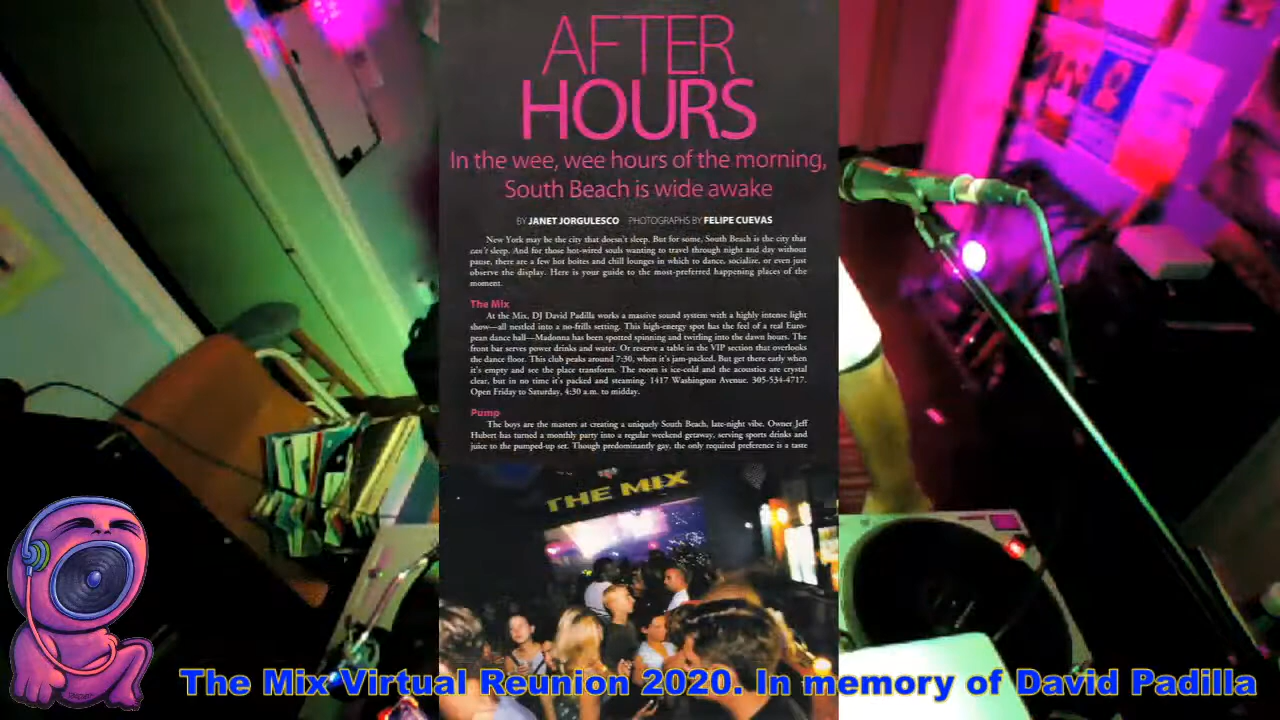 AFTER
HOURS
In the wee, wee hours of the morning,
South Beach is wide awake
BY JANET JORGULESCO PHOTOGRAPHS BY FELIPE CUEVAS
New York may be the city that doesn't sleep. But for some, South Beach is the city that
can't sleep. And for those hot-wired souls wanting to travel through night and day without
pause, there are a few hot boites and chill lounges in which to dance, socialize, or even just
observe the display. Here is your guide to the most-preferred happening places of the
moment.
The Mix
At the Mix, DJ David Padilla works a massive sound system with a highly intense light
show—all nestled into a no-frills setting. This high-energy spot has the feel of a real Euro-
pean dance hall—Madonna has been spotted spinning and twirling into the dawn hours. The
front bar serves power drinks and water. Or reserve a table in the VIP section that overlooks
the dance floor. This club peaks around 7:30, when it's jam-packed. But get there early when
it's empty and see the place transform. The room is ice-cold and the acoustics are crystal
clear, but in no time it's packed and steaming. 1417 Washington Avenue. 305-534-4717.
Open Friday to Saturday, 4:30 a.m. to midday.
Pump
The boys are the masters at creating a uniquely South Beach, late-night vibe. Owner Jeff
Hubert has turned a monthly party into a regular weekend getaway, serving sports drinks and
juice to the pumped-up set. Though predominantly gay, the only required preference is a taste
THE MIX
The Mix Virtual Reunion 2020. In memory of David Padilla